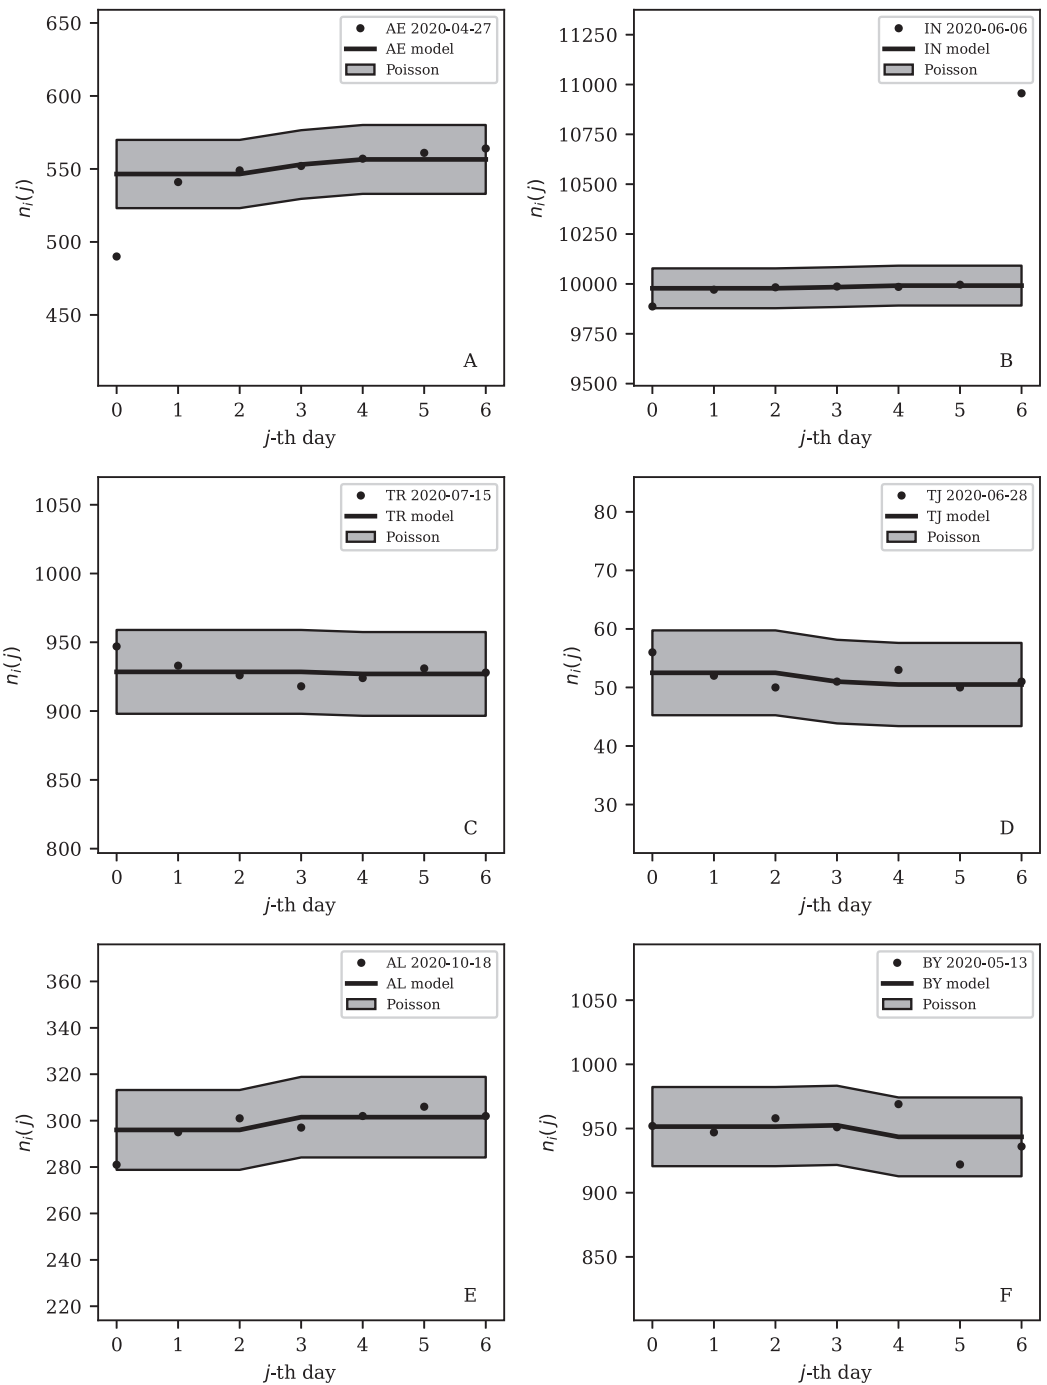 AE 2020-04-27
AE model
Poisson
650
600
550
500
450
n_i(j)
0 1 2 3 4 5 6
j-th day
A
IN 2020-06-06
IN model
Poisson
11250
11000
10750
10500
10250
10000
9750
9500
n_i(j)
0 1 2 3 4 5 6
j-th day
B
TR 2020-07-15
TR model
Poisson
1050
1000
950
900
850
800
n_i(j)
0 1 2 3 4 5 6
j-th day
C
TJ 2020-06-28
TJ model
Poisson
80
70
60
50
40
30
n_i(j)
0 1 2 3 4 5 6
j-th day
D
AL 2020-10-18
AL model
Poisson
360
340
320
300
280
260
240
220
n_i(j)
0 1 2 3 4 5 6
j-th day
E
BY 2020-05-13
BY model
Poisson
1050
1000
950
900
850
n_i(j)
0 1 2 3 4 5 6
j-th day
F